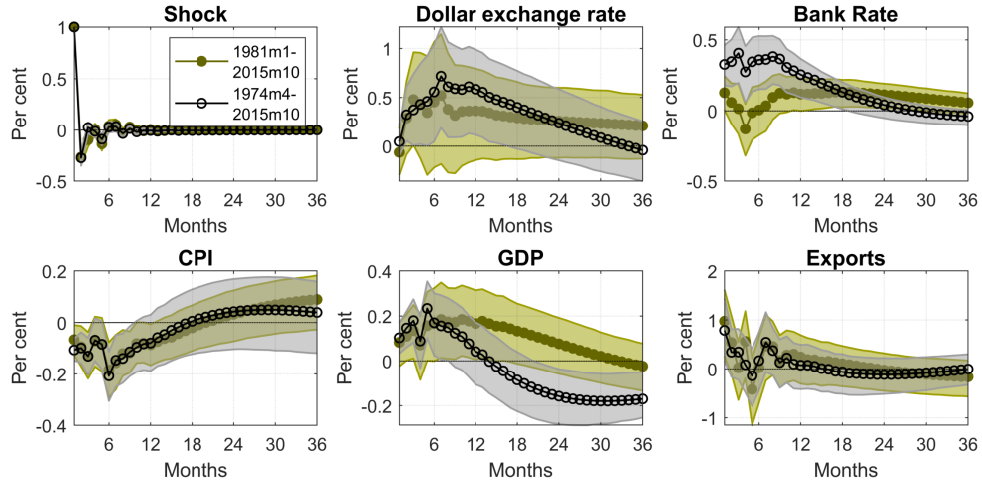 Shock
Per cent
1
0.5
0
-0.5
6 12 18 24 30 36
Months
1981m1-
2015m10
1974m4-
2015m10
Dollar exchange rate
Per cent
1
0.5
0
6 12 18 24 30 36
Months
Bank Rate
Per cent
0.5
0
-0.5
6 12 18 24 30 36
Months
CPI
Per cent
0.2
0
-0.2
-0.4
6 12 18 24 30 36
Months
GDP
Per cent
0.4
0.2
0
-0.2
6 12 18 24 30 36
Months
Exports
Per cent
2
1
0
-1
6 12 18 24 30 36
Months